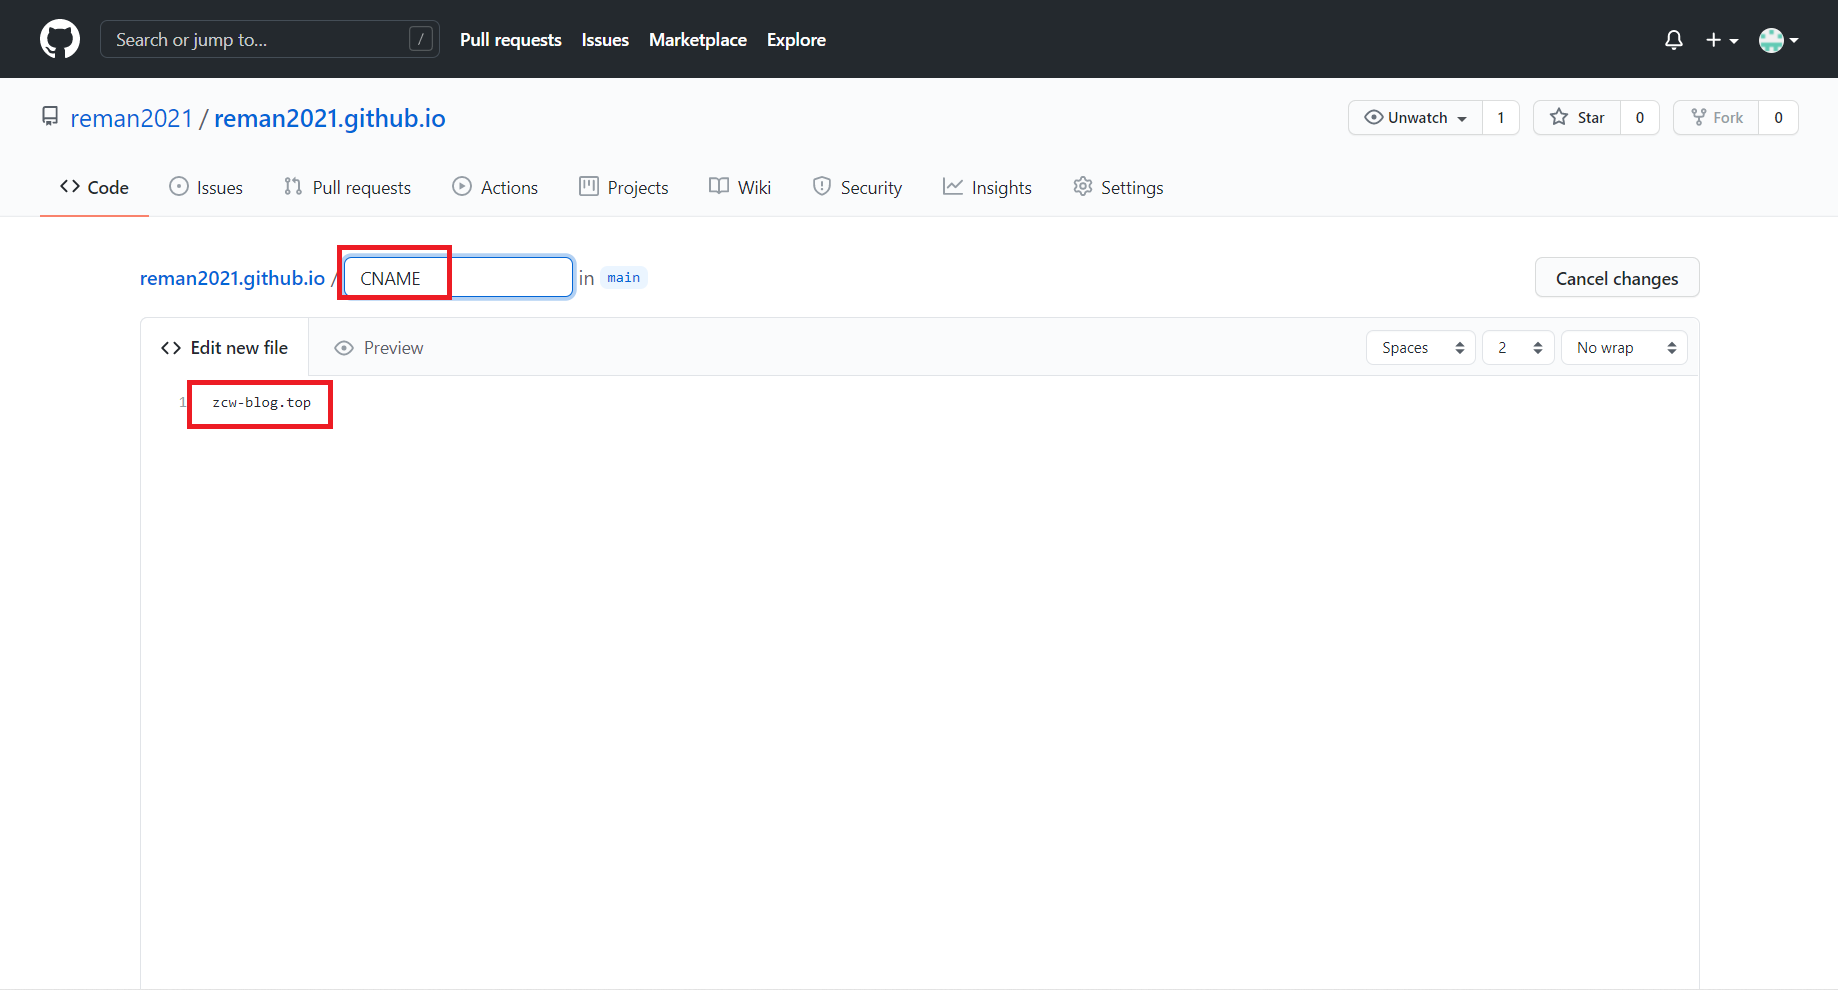 Search or jump to... / Pull requests Issues Marketplace Explore
reman2021 / reman2021.github.io Unwatch 1 Star 0 Fork 0
Code Issues Pull requests Actions Projects Wiki Security Insights Settings
reman2021.github.io / CNAME in main Cancel changes
Edit new file Preview Spaces 2 No wrap
1 zcw-blog.top